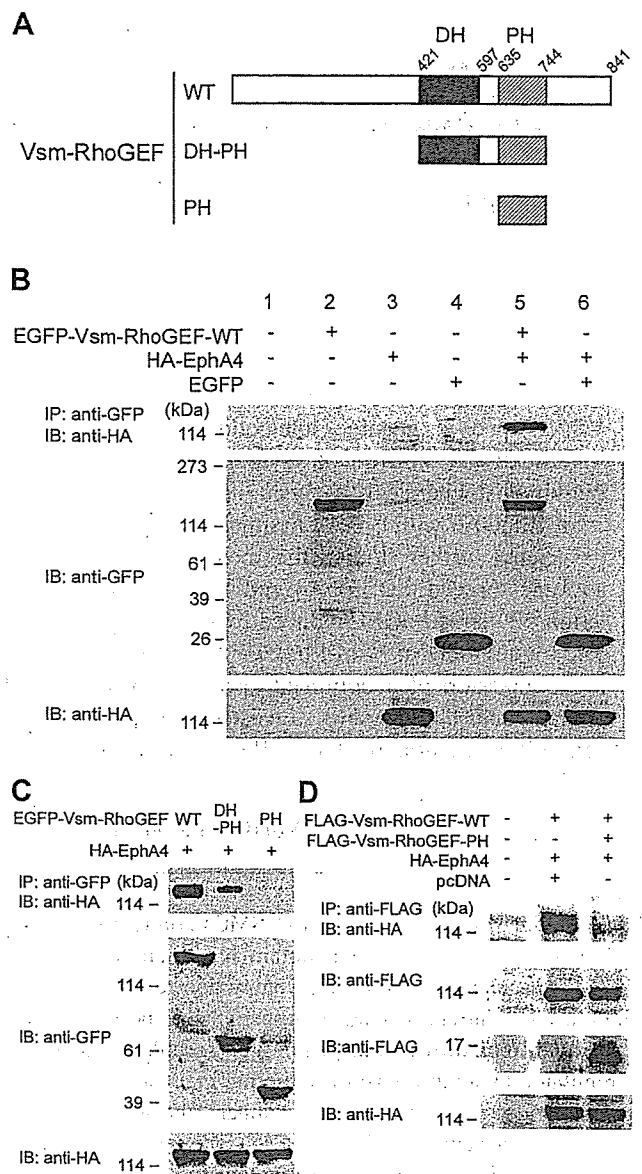 A
DH PH
421 597 635 744 841
WT
Vsm-RhoGEF DH-PH
PH
B
1 2 3 4 5 6
EGFP-Vsm-RhoGEF-WT - + - - + -
HA-EphA4 - - + - + +
EGFP - - - + - +
IP: anti-GFP (kDa)
IB: anti-HA 114 –
273 –
114 –
61 –
IB: anti-GFP
39 –
26 –
IB: anti-HA
114 –
C
EGFP-Vsm-RhoGEF WT DH-PH PH
HA-EphA4 + + +
IP: anti-GFP (kDa)
IB: anti-HA 114 –
114 –
IB: anti-GFP
61 –
39 –
IB: anti-HA
114 –
D
FLAG-Vsm-RhoGEF-WT - + +
FLAG-Vsm-RhoGEF-PH - - +
HA-EphA4 - + +
pcDNA - + -
IP: anti-FLAG (kDa)
IB: anti-HA 114 –
IB: anti-FLAG
114 –
17 –
IB:anti-FLAG
IB: anti-HA
114 –